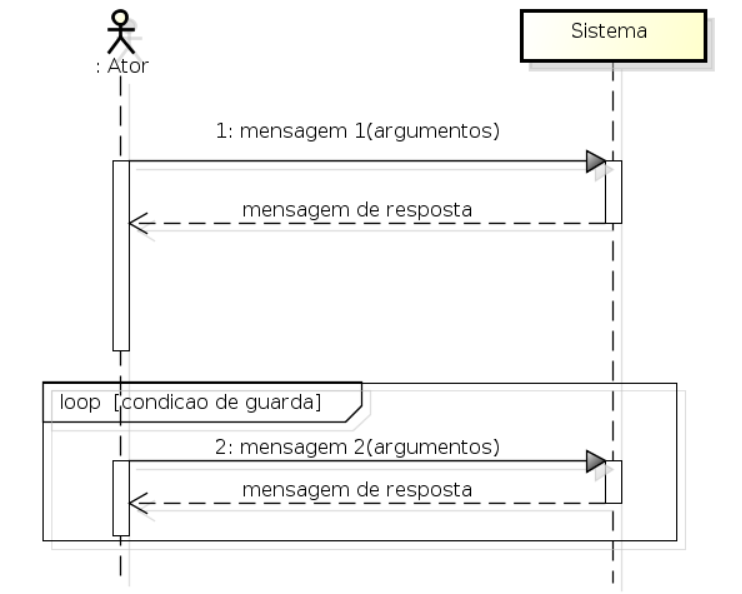 : Ator
Sistema
1: mensagem 1(argumentos)
mensagem de resposta
loop [condicao de guarda]
2: mensagem 2(argumentos)
mensagem de resposta